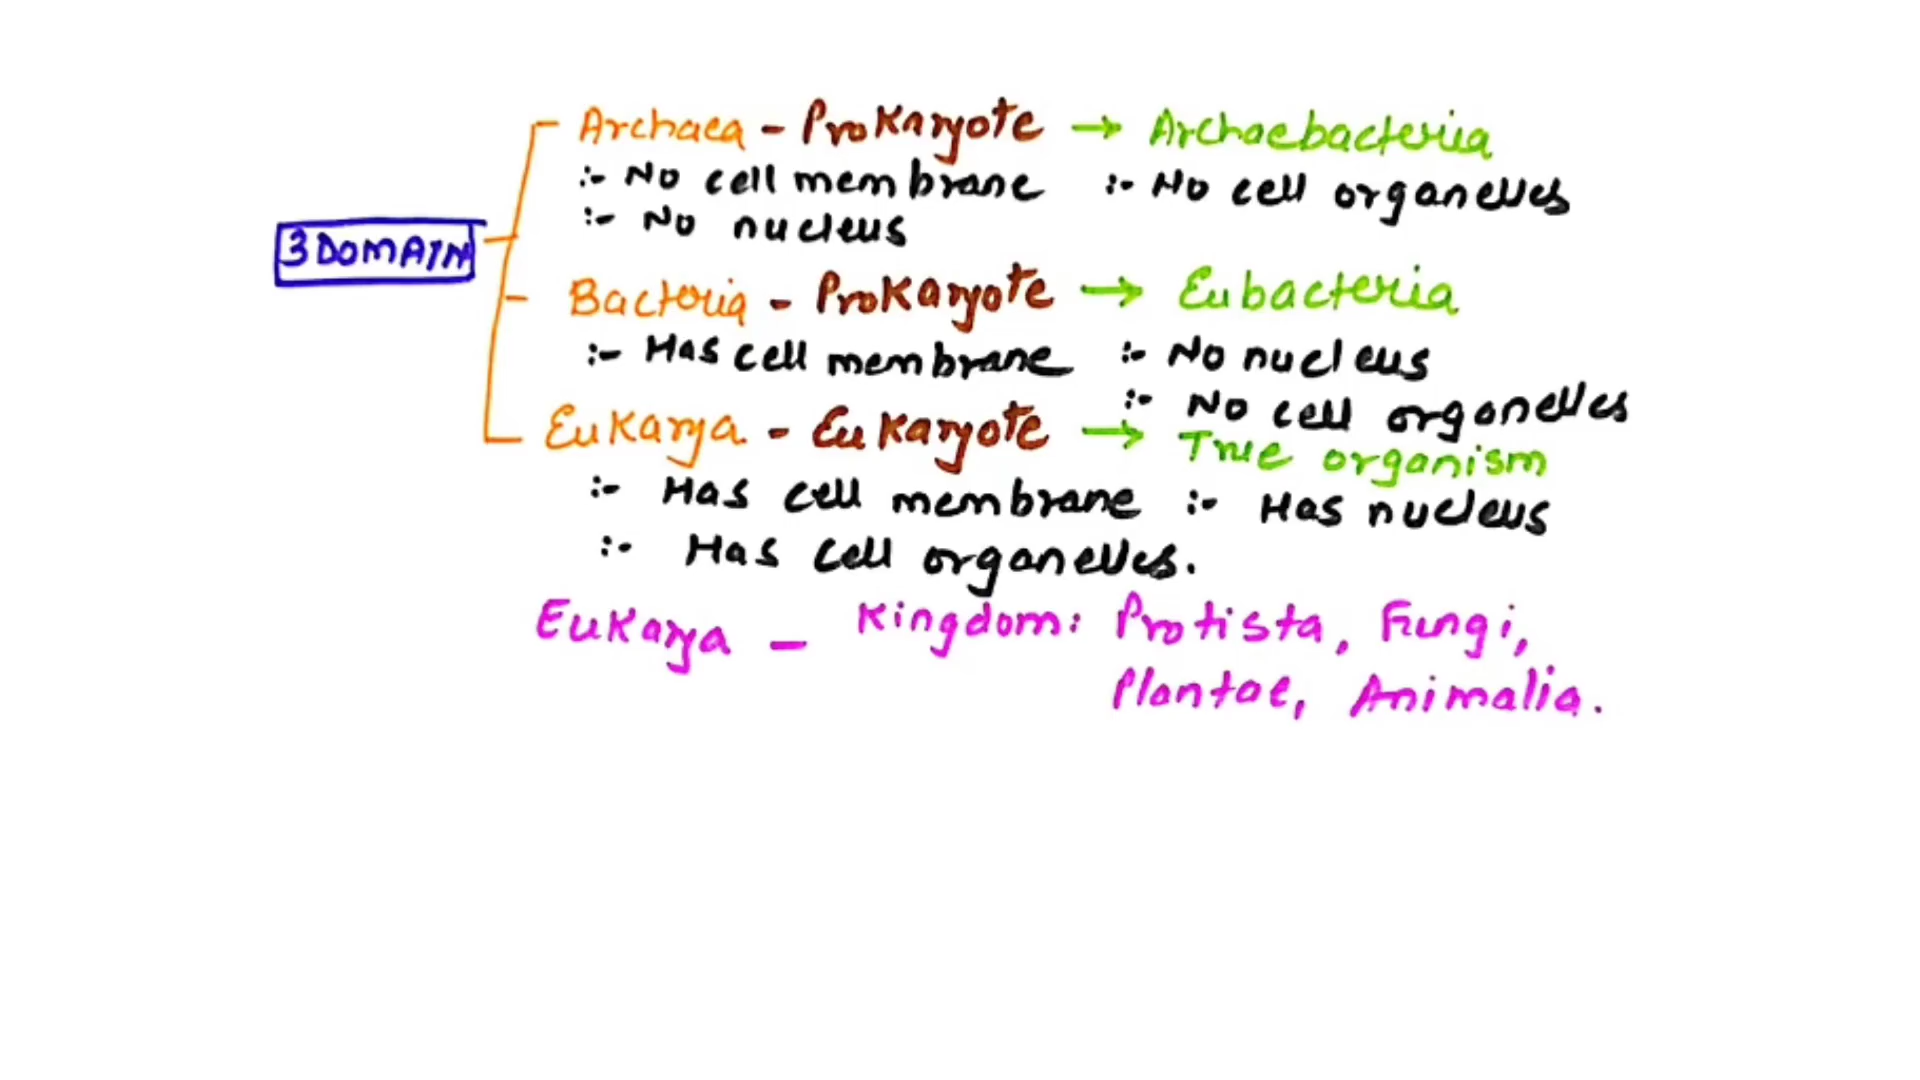 3 DOMAIN
Archaea - Prokaryote → Archaebacteria
:- No cell membrane :- No cell organelles
:- No nucleus
Bacteria - Prokaryote → Eubacteria
:- Has cell membrane :- No nucleus
:- No cell organelles
Eukarya - Eukaryote → True organism
:- Has cell membrane :- Has nucleus
:- Has cell organelles.
Eukarya - Kingdom: Protista, Fungi,
Plantae, Animalia.